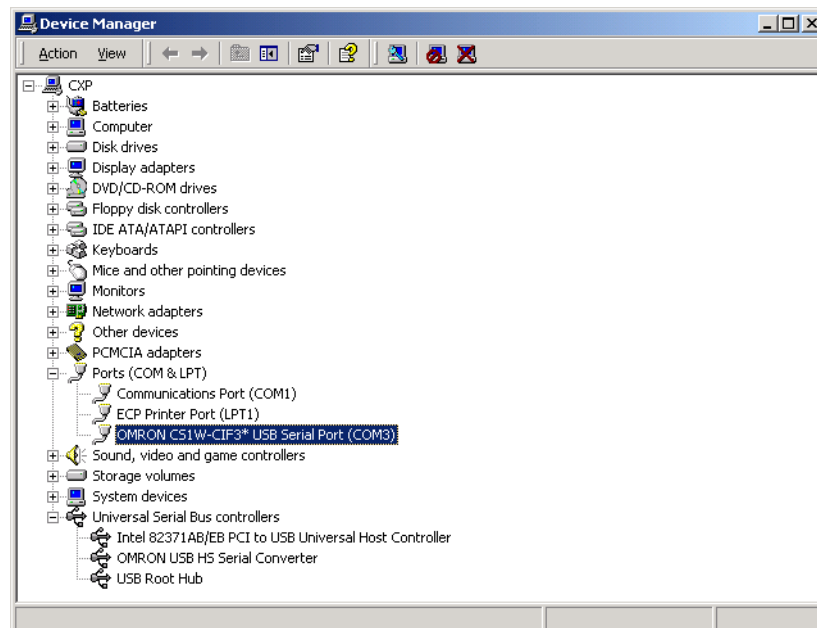 Device Manager
Action View
CXP
Batteries
Computer
Disk drives
Display adapters
DVD/CD-ROM drives
Floppy disk controllers
IDE ATA/ATAPI controllers
Keyboards
Mice and other pointing devices
Monitors
Network adapters
Other devices
PCMCIA adapters
Ports (COM & LPT)
Communications Port (COM1)
ECP Printer Port (LPT1)
OMRON CS1W-CIF3* USB Serial Port (COM3)
Sound, video and game controllers
Storage volumes
System devices
Universal Serial Bus controllers
Intel 82371AB/EB PCI to USB Universal Host Controller
OMRON USB HS Serial Converter
USB Root Hub